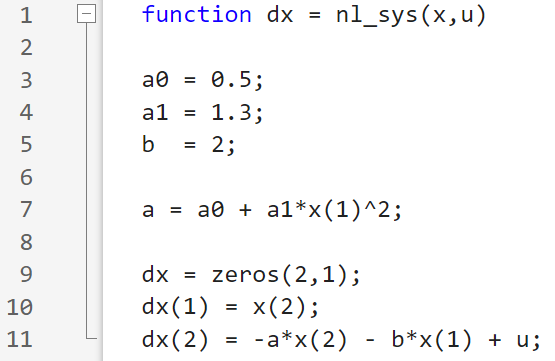 1 function dx = nl_sys(x,u)
2
3 a0 = 0.5;
4 a1 = 1.3;
5 b  = 2;
6
7 a = a0 + a1*x(1)^2;
8
9 dx = zeros(2,1);
10 dx(1) = x(2);
11 dx(2) = -a*x(2) - b*x(1) + u;